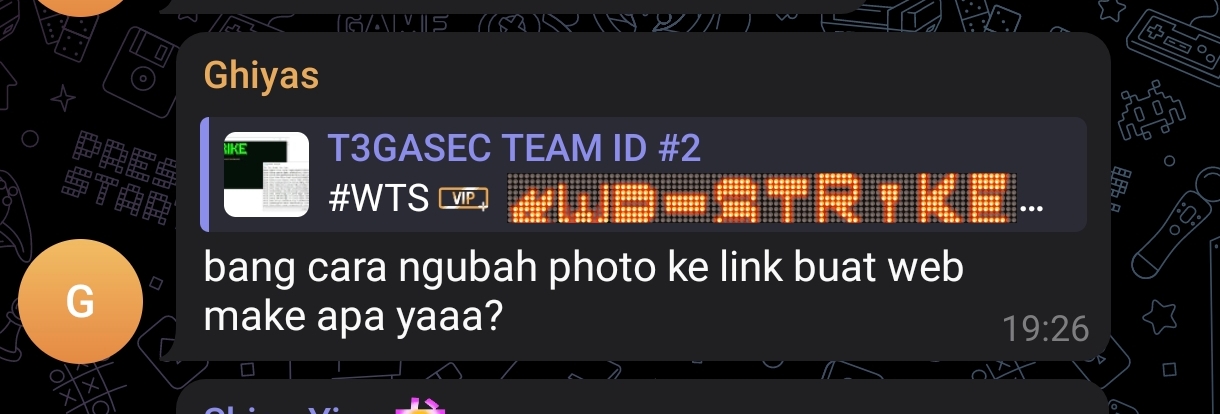 Ghiyas
IKE
T3GASEC TEAM ID #2
#WTS VIP #WB-STRIKE...
G
bang cara ngubah photo ke link buat web
make apa yaaa?
19:26